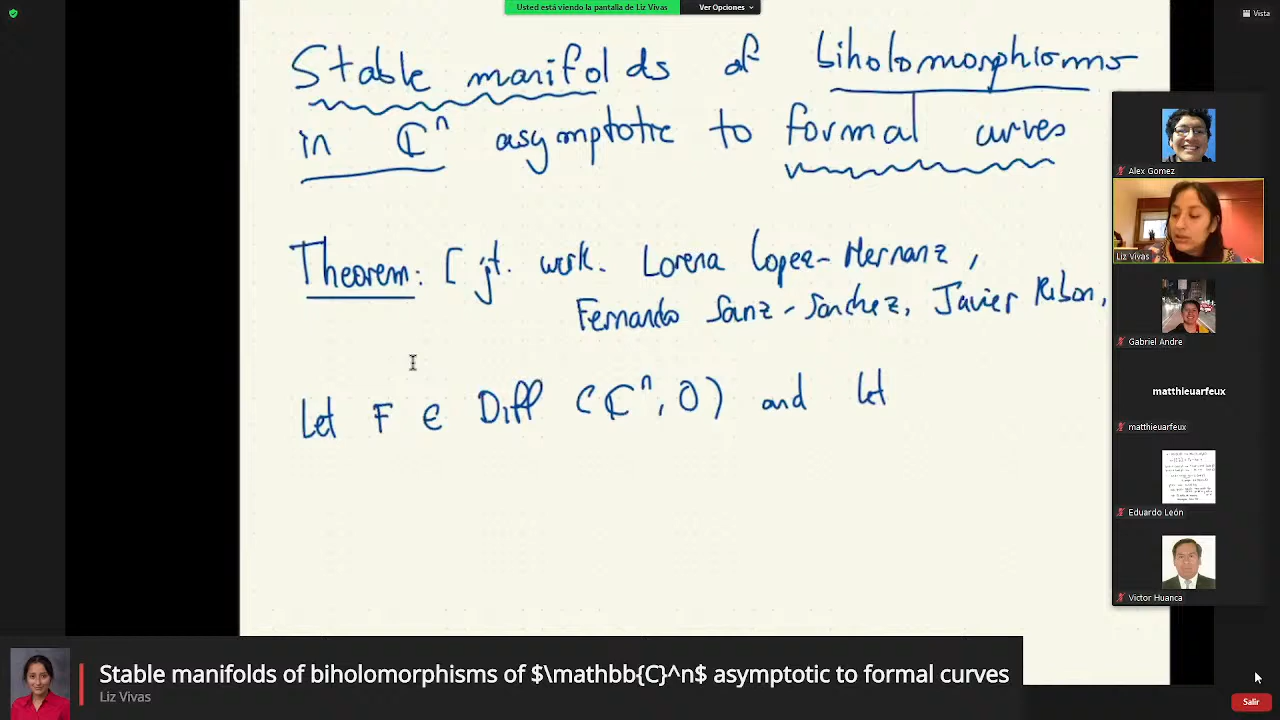 Usted está viendo la pantalla de Liz Vivas
Ver Opciones
Vista
Stable manifolds of biholomorphisms
in ℂⁿ asymptotic to formal curves
Theorem: [ jt. work. Lorena Lopez-Hernanz,
Fernando Sanz-Sanchez, Javier Ribon,
Let F ∈ Diff (ℂⁿ, 0) and let
Alex Gomez
Liz Vivas
Gabriel Andre
matthieuarfeux
matthieuarfeux
Eduardo León
Victor Huanca
Stable manifolds of biholomorphisms of $\mathbb{C}^n$ asymptotic to formal curves
Liz Vivas
Salir